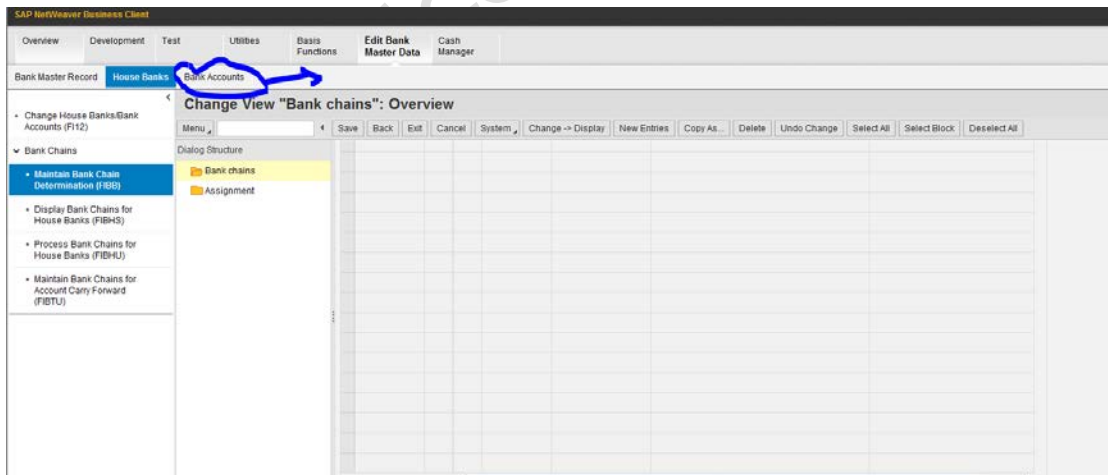 SAP NetWeaver Business Client
Overview Development Test Utilities Basis Functions Edit Bank Master Data Cash Manager
Bank Master Record House Banks Bank Accounts
• Change House Banks/Bank
Accounts (FI12)
Bank Chains
• Maintain Bank Chain
Determination (FIBB)
• Display Bank Chains for
House Banks (FIBHS)
• Process Bank Chains for
House Banks (FIBHU)
• Maintain Bank Chains for
Account Carry Forward
(FIBTU)
Change View "Bank chains": Overview
Menu Save Back Exit Cancel System Change -> Display New Entries Copy As... Delete Undo Change Select All Select Block Deselect All
Dialog Structure
Bank chains
Assignment